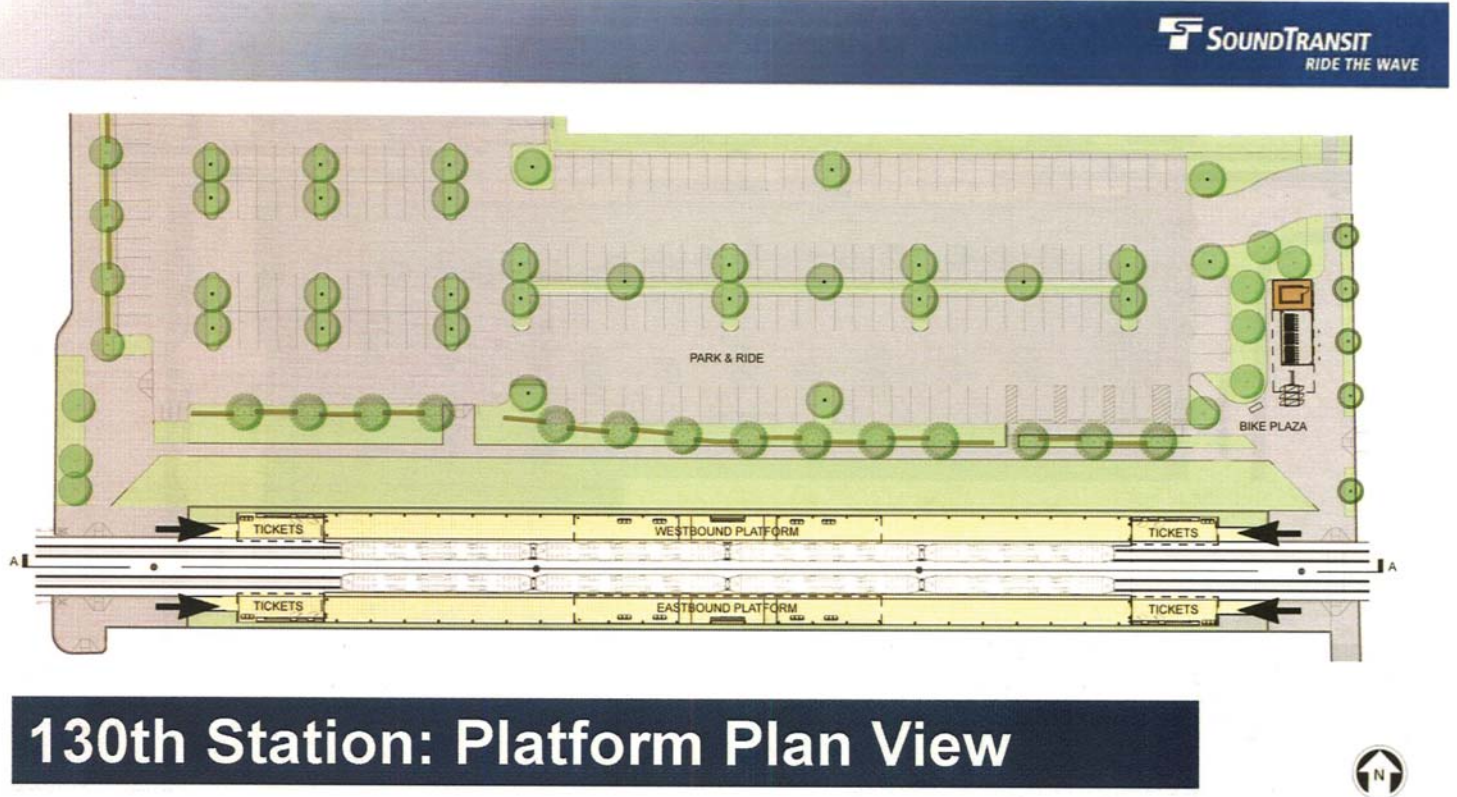 SOUNDTRANSIT
RIDE THE WAVE
PARK & RIDE
BIKE PLAZA
TICKETS
WESTBOUND PLATFORM
TICKETS
A
A
TICKETS
EASTBOUND PLATFORM
TICKETS
130th Station: Platform Plan View
N